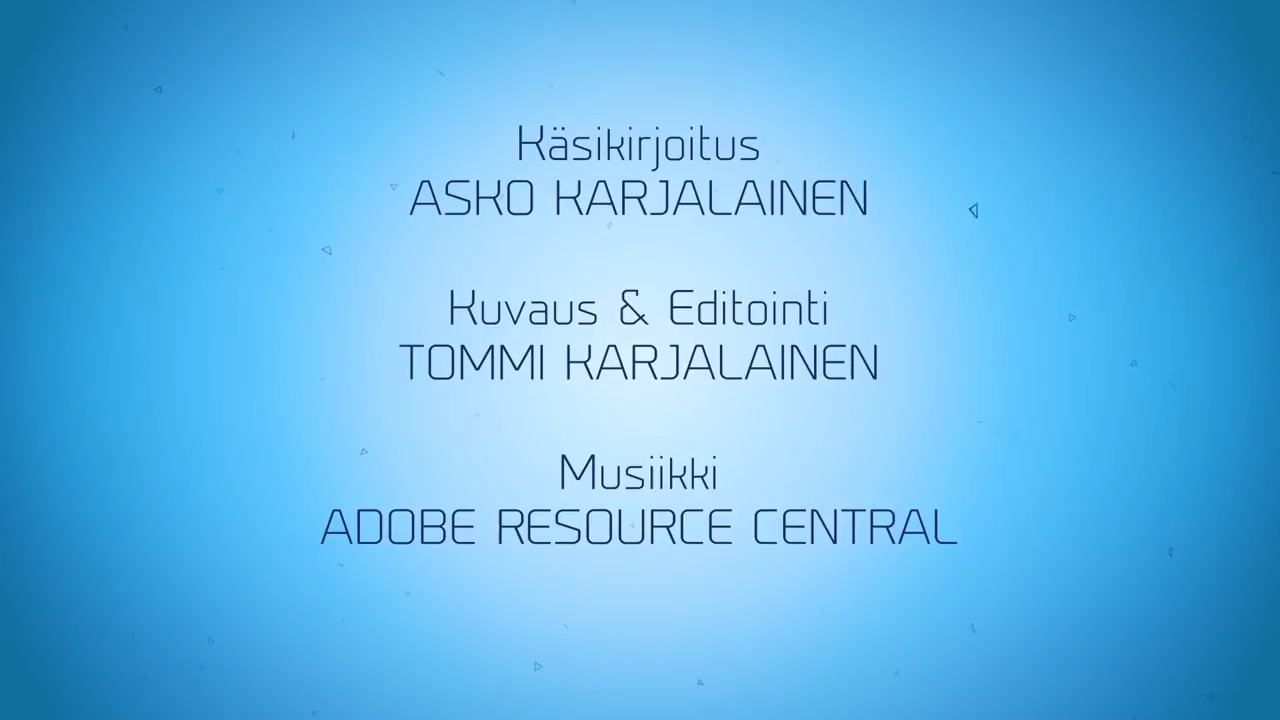 Käsikirjoitus
ASKO KARJALAINEN
Kuvaus & Editointi
TOMMI KARJALAINEN
Musiikki
ADOBE RESOURCE CENTRAL